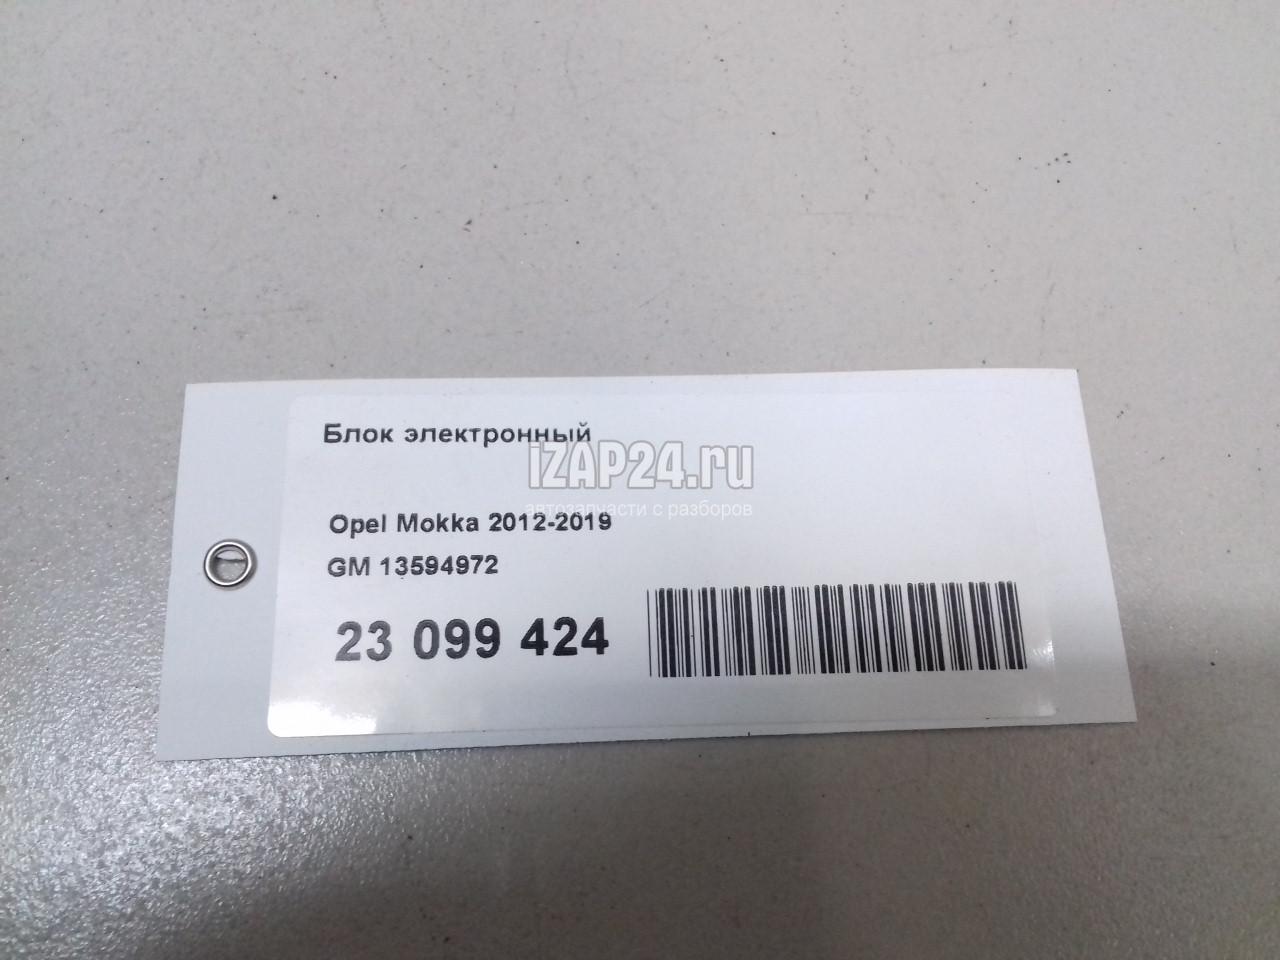 Блок электронный
iZAP24.ru
автозапчасти с разборов
Opel Mokka 2012-2019
GM 13594972
23 099 424